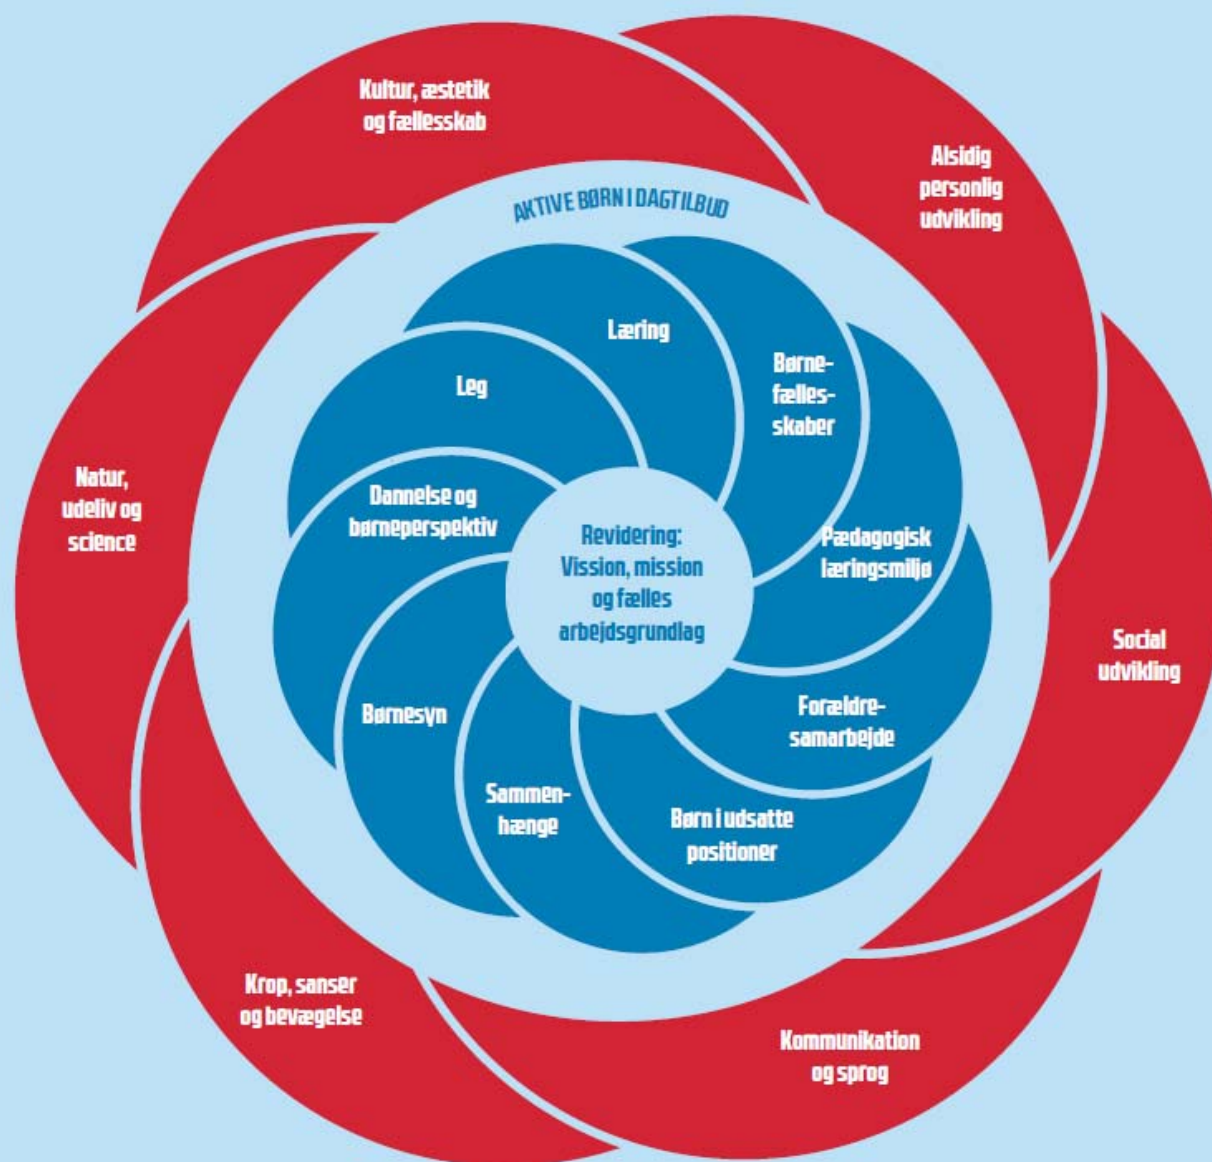 Kultur, æstetik
og fællesskab
Alsidig
personlig
udvikling
AKTIVE BØRN I DAGTILBUD
Læring
Børne-
fælles-
skaber
Leg
Natur,
udeliv og
science
Dannelse og
børneperspektiv
Revidering:
Vission, mission
og fælles
arbejdsgrundlag
Pædagogisk
læringsmiljø
Social
udvikling
Børnesyn
Forældre-
samarbejde
Sammen-
hænge
Børn i udsatte
positioner
Krop, sanser
og bevægelse
Kommunikation
og sprog